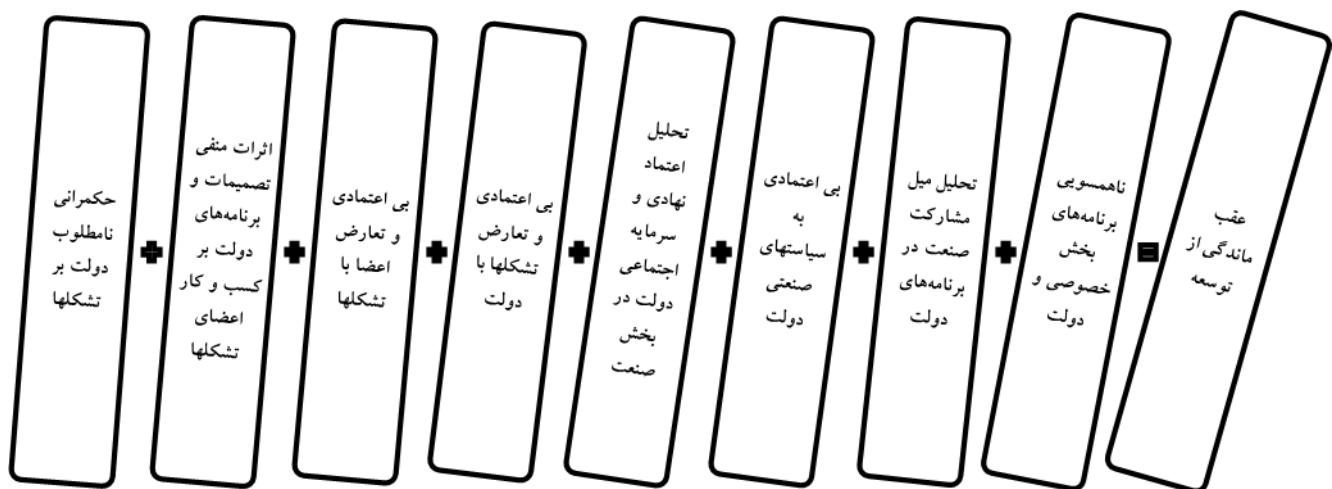 حکمرانی
نامطلوب
دولت بر
تشکلها
اثرات منفی
تصمیمات و
برنامه‌های
دولت بر
کسب و کار
اعضای
تشکلها
بی اعتمادی
و تعارض
اعضا با
تشکلها
بی اعتمادی
و تعارض
تشکلها با
دولت
تحلیل
اعتماد
نهادی و
سرمایه
اجتماعی
دولت در
بخش
صنعت
بی اعتمادی
به
سیاستهای
صنعتی
دولت
تحلیل میل
مشارکت
صنعت در
برنامه‌های
دولت
ناهمسویی
برنامه‌های
بخش
خصوصی و
دولت
عقب
ماندگی از
توسعه